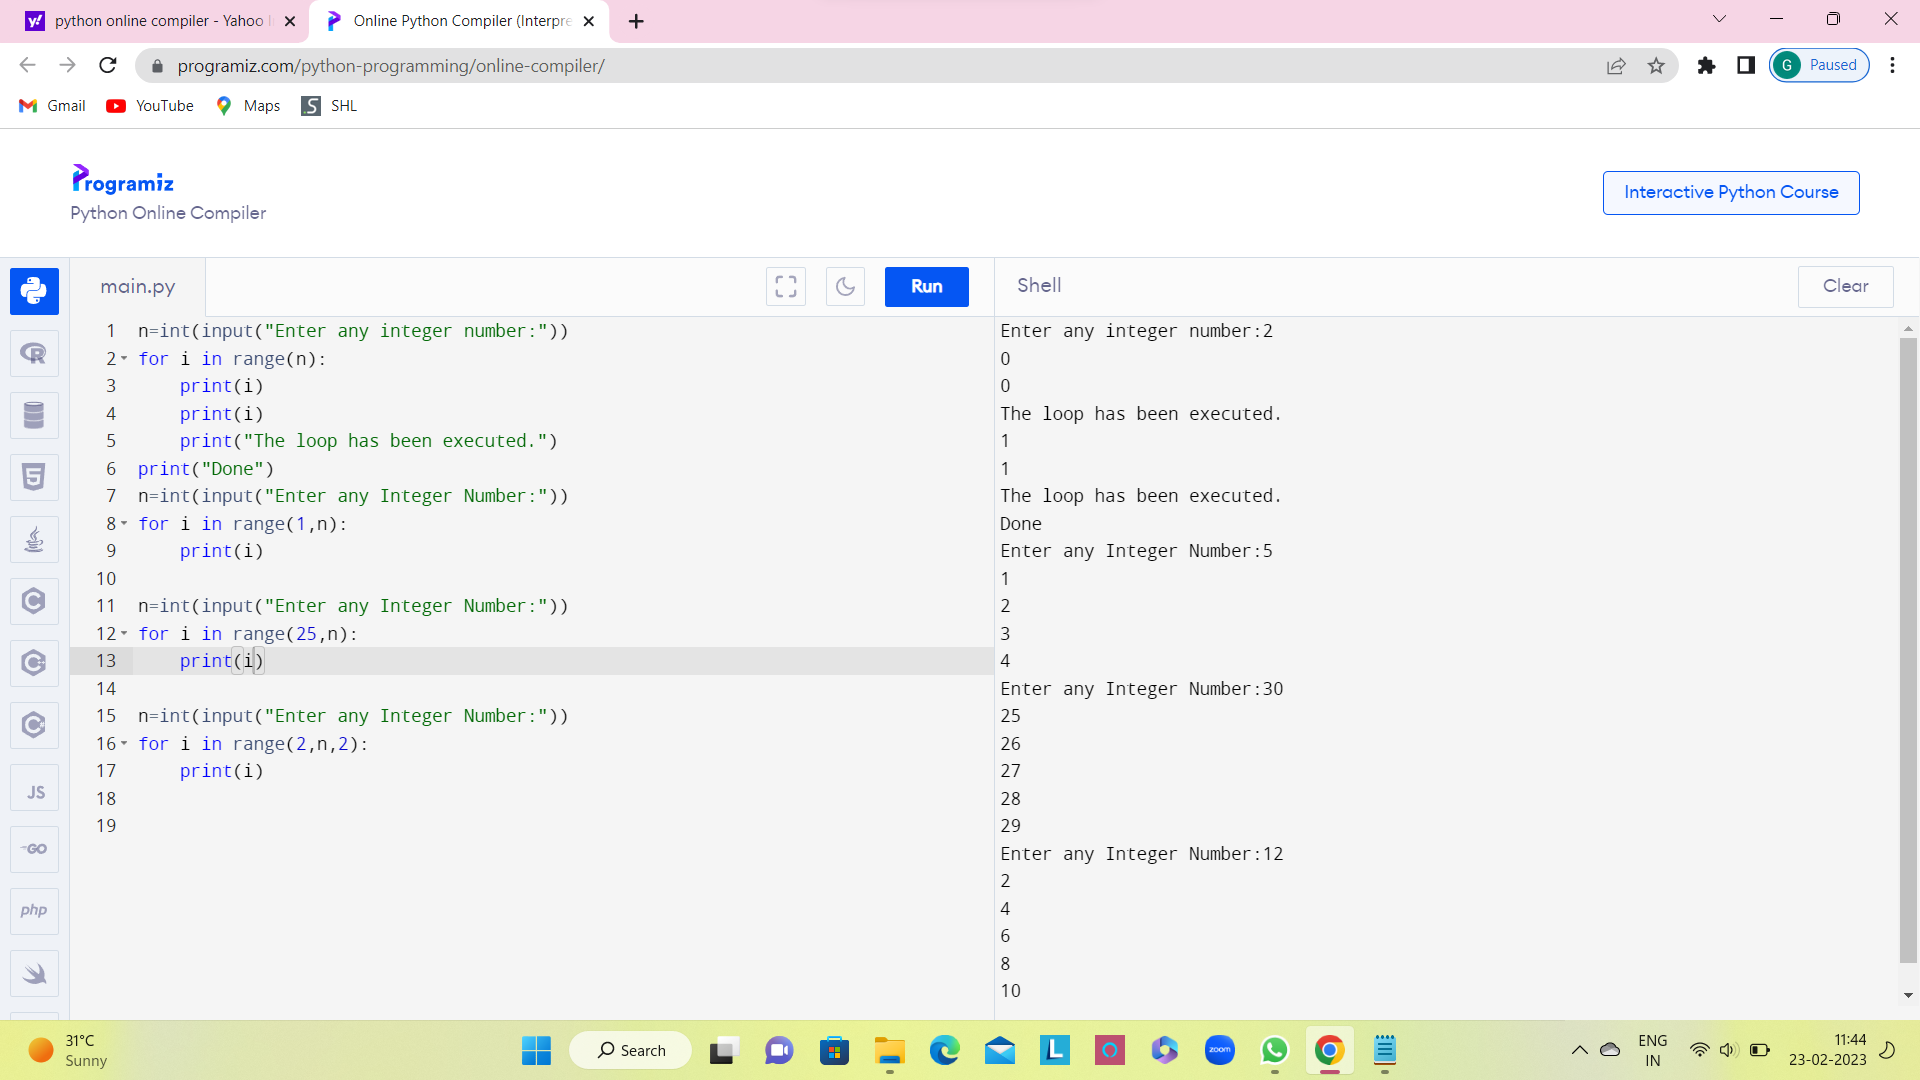 python online compiler - Yahoo I
Online Python Compiler (Interpre
programiz.com/python-programming/online-compiler/
G Paused
Gmail YouTube Maps SHL
Programiz
Python Online Compiler
Interactive Python Course
main.py
Run
Shell
Clear
1 n=int(input("Enter any integer number:"))
2 for i in range(n):
3 print(i)
4 print(i)
5 print("The loop has been executed.")
6 print("Done")
7 n=int(input("Enter any Integer Number:"))
8 for i in range(1,n):
9 print(i)
10
11 n=int(input("Enter any Integer Number:"))
12 for i in range(25,n):
13 print(i)
14
15 n=int(input("Enter any Integer Number:"))
16 for i in range(2,n,2):
17 print(i)
18
19
Enter any integer number:2
0
0
The loop has been executed.
1
1
The loop has been executed.
Done
Enter any Integer Number:5
1
2
3
4
Enter any Integer Number:30
25
26
27
28
29
Enter any Integer Number:12
2
4
6
8
10
R
5
C
C
C
JS
GO
php
31°C
Sunny
Search
L
zoom
ENG
IN
11:44
23-02-2023